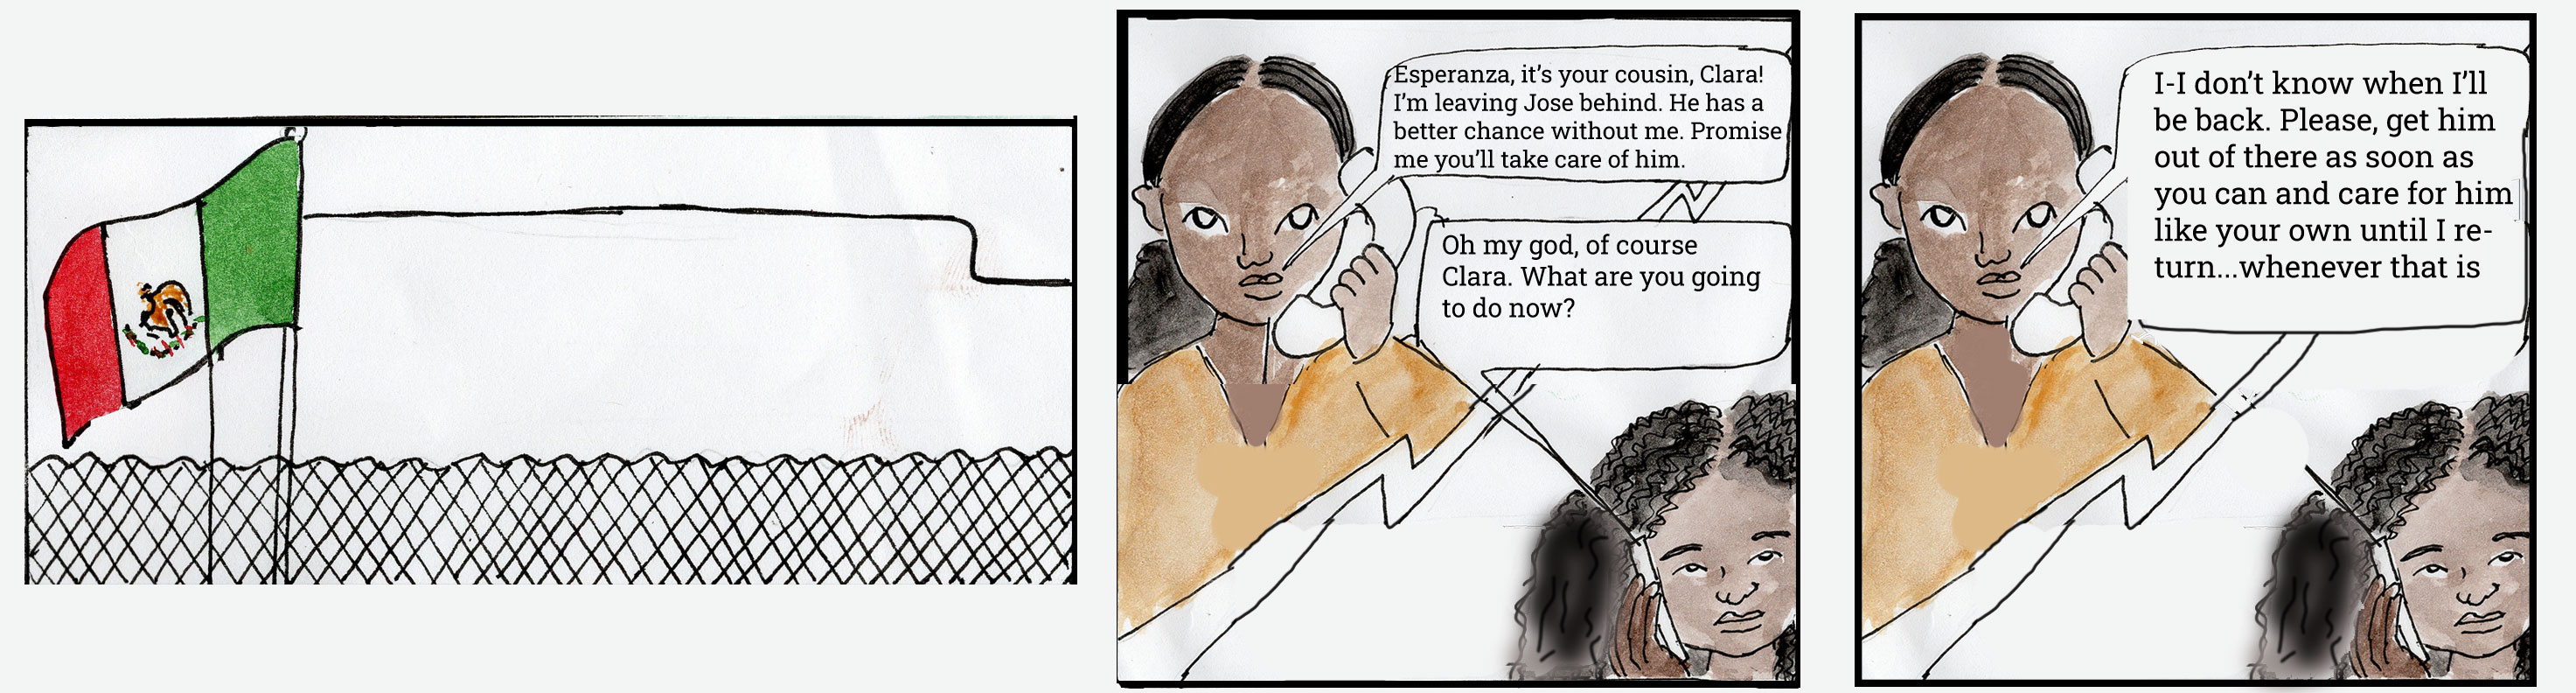 Esperanza, it's your cousin, Clara!
I'm leaving Jose behind. He has a
better chance without me. Promise
me you'll take care of him.
Oh my god, of course
Clara. What are you going
to do now?
I-I don't know when I'll
be back. Please, get him
out of there as soon as
you can and care for him
like your own until I re-
turn...whenever that is